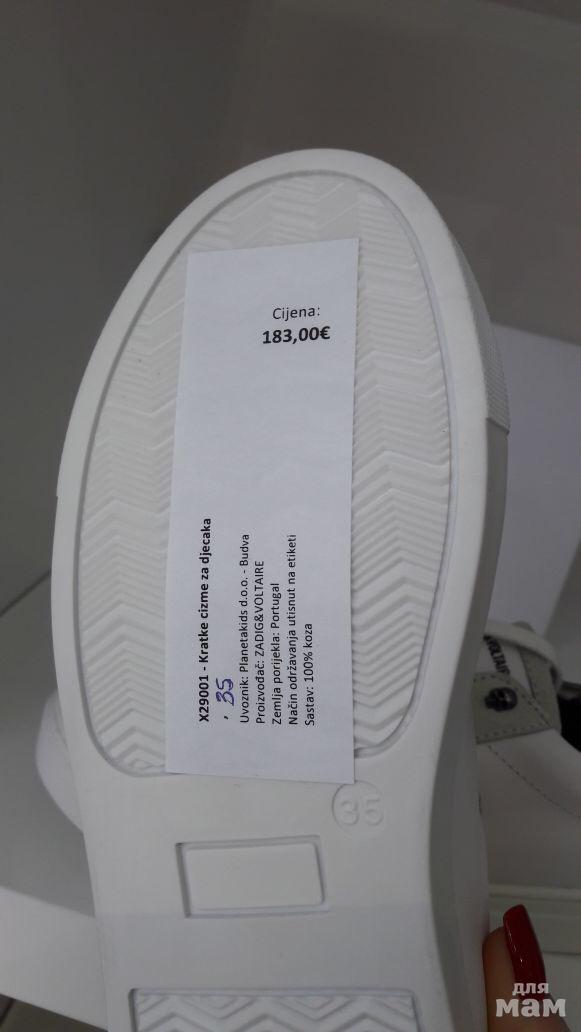 Cijena:
183,00€
X29001 - Kratke cizme za djecaka
, 35
Uvoznik: Planetakids d.o.o. - Budva
Proizvođač: ZADIG&VOLTAIRE
Zemlja porijekla: Portugal
Način održavanja utisnut na etiketi
Sastav: 100% koza
35
для
мам